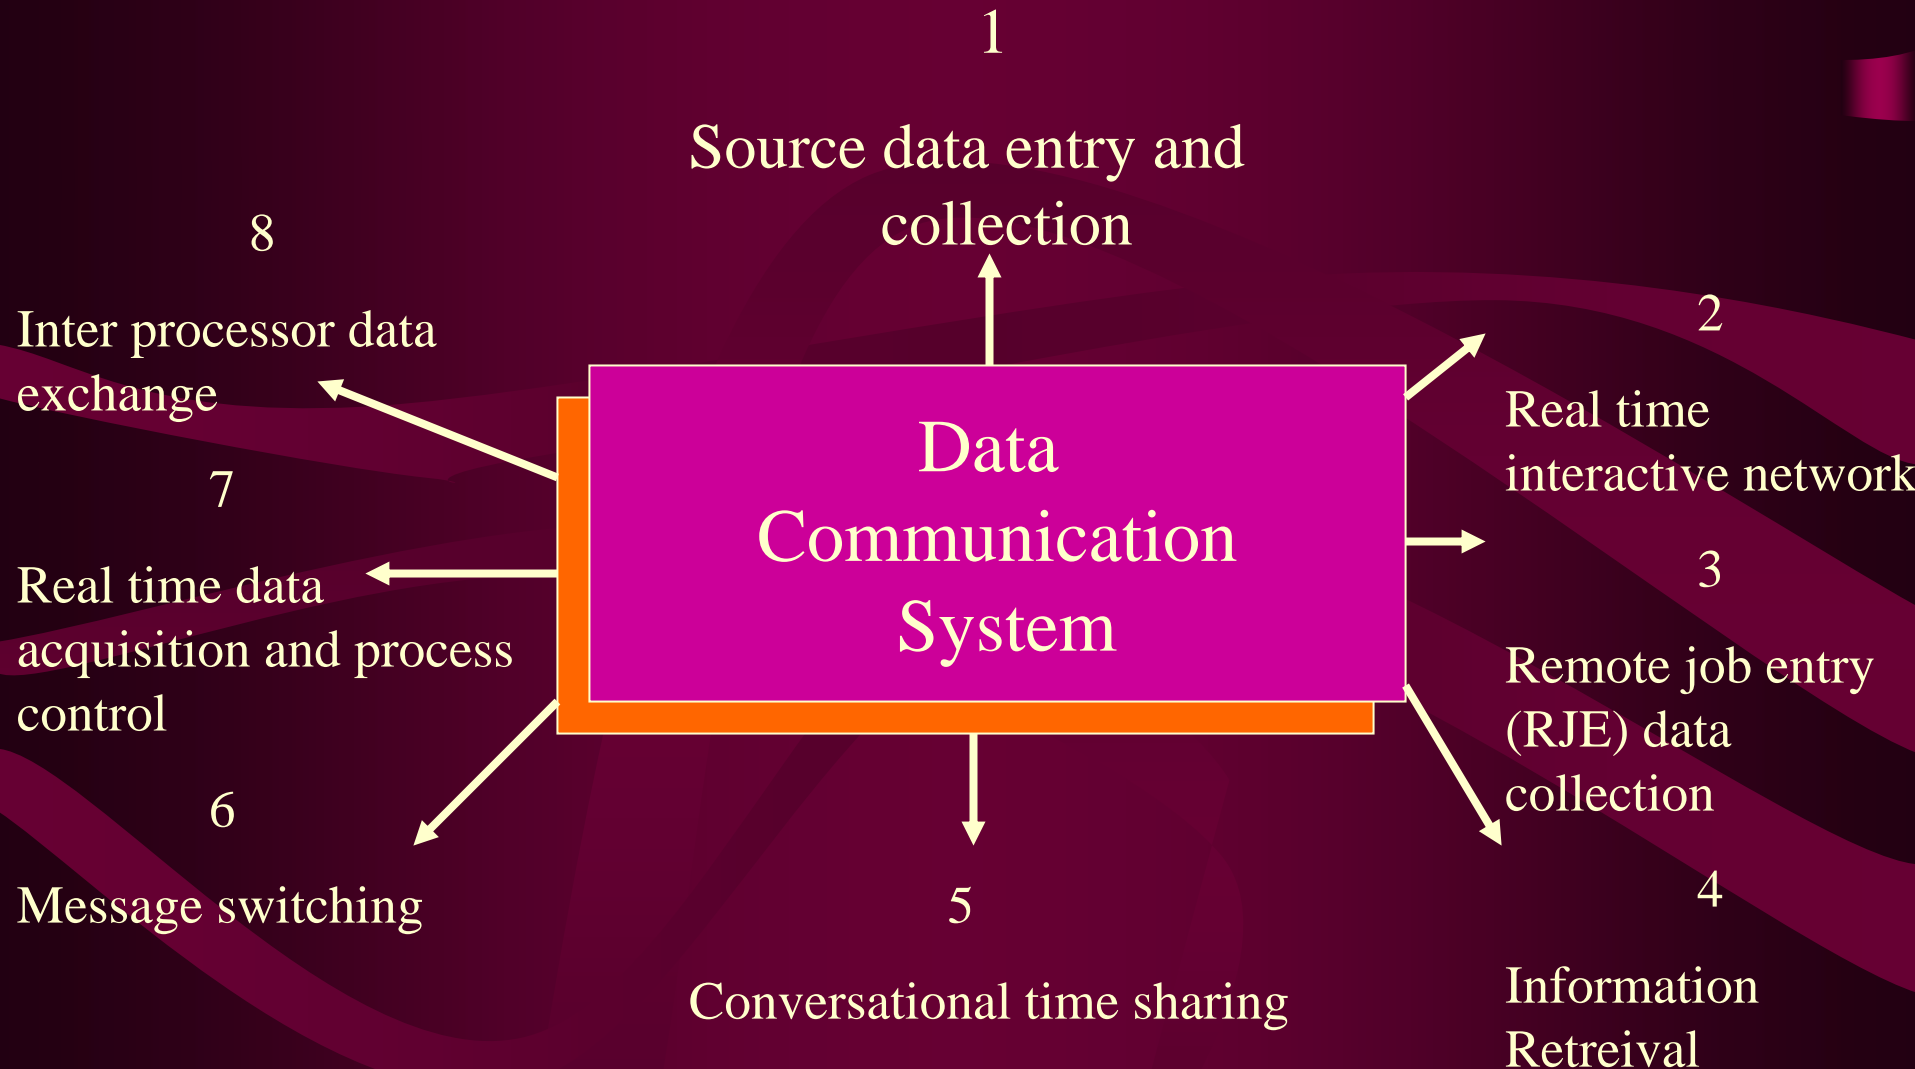 1
Source data entry and
collection
8
Inter processor data
exchange
2
Real time
interactive network
Data
Communication
System
7
Real time data
acquisition and process
control
3
Remote job entry
(RJE) data
collection
6
Message switching
5
Conversational time sharing
4
Information
Retreival